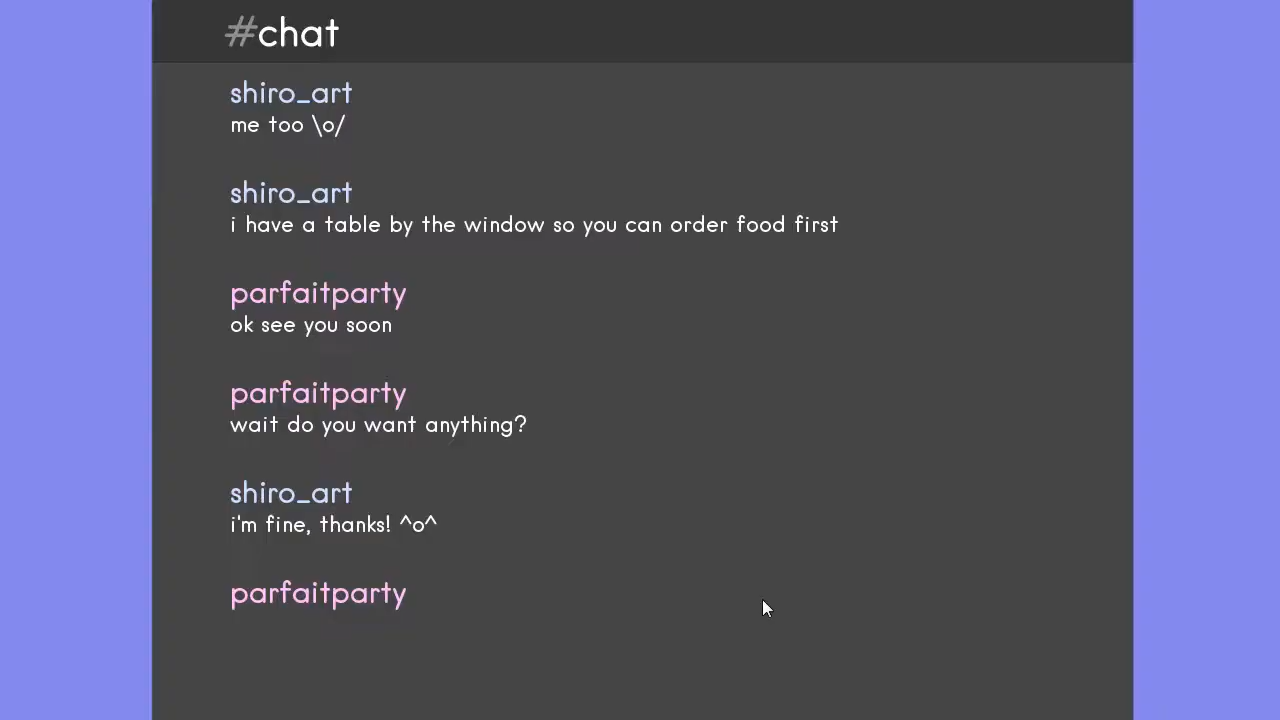 #chat
shiro_art
me too \o/
shiro_art
i have a table by the window so you can order food first
parfaitparty
ok see you soon
parfaitparty
wait do you want anything?
shiro_art
i'm fine, thanks! ^o^
parfaitparty